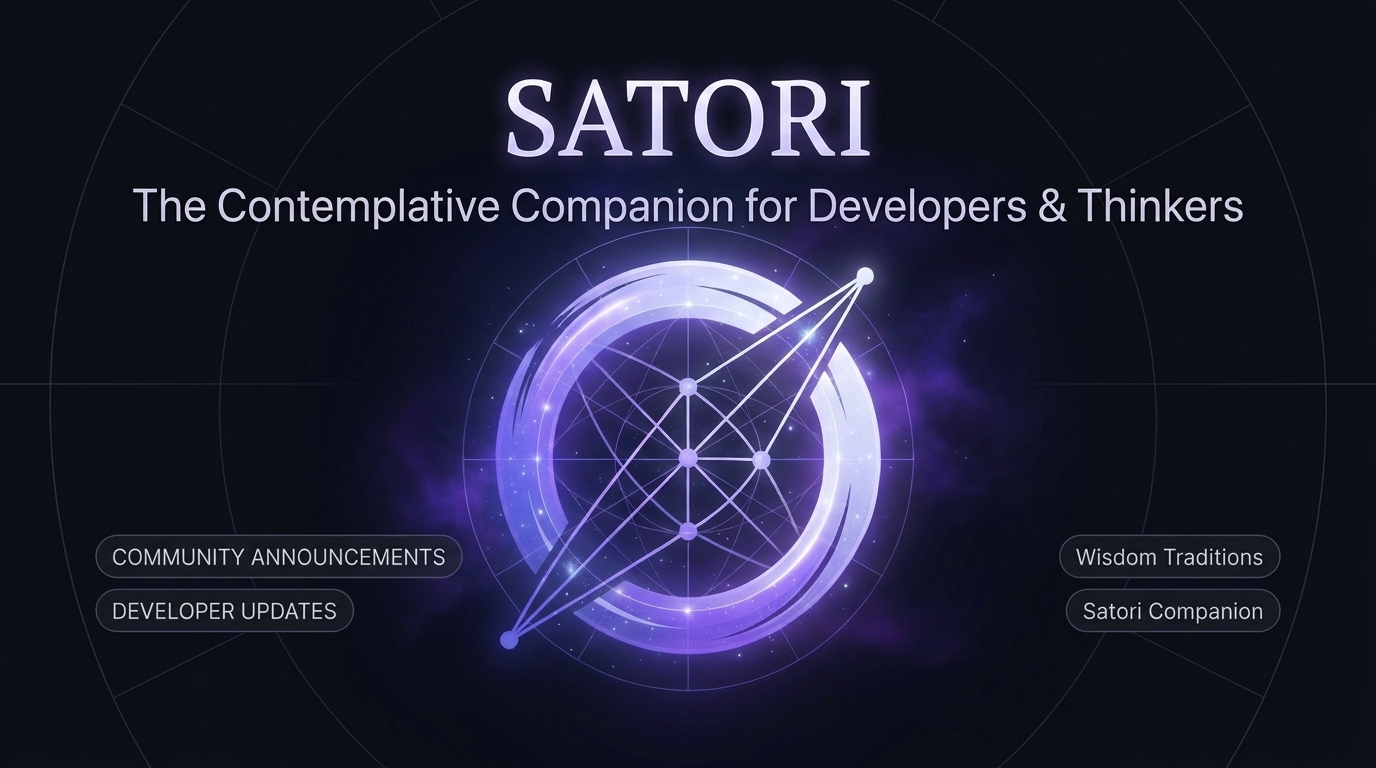 SATORI
The Contemplative Companion for Developers & Thinkers
COMMUNITY ANNOUNCEMENTS
DEVELOPER UPDATES
Wisdom Traditions
Satori Companion